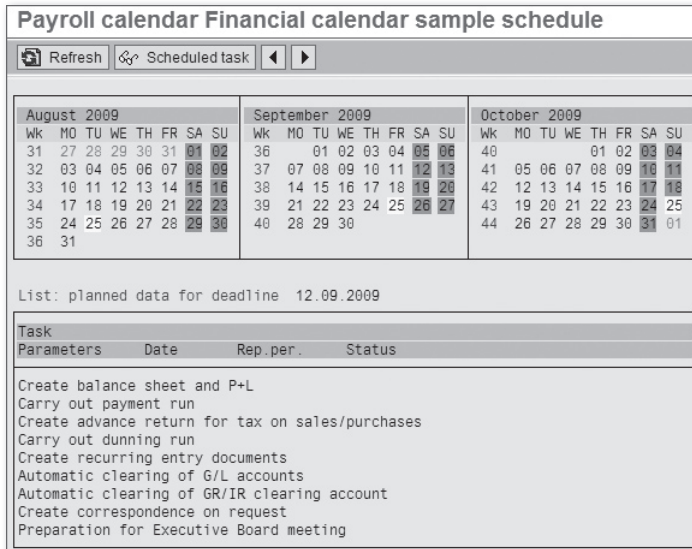 Payroll calendar Financial calendar sample schedule
Refresh Scheduled task
August 2009 September 2009 October 2009
Wk MO TU WE TH FR SA SU Wk MO TU WE TH FR SA SU Wk MO TU WE TH FR SA SU
31 27 28 29 30 31 01 02 36 01 02 03 04 05 06 40 01 02 03 04
32 03 04 05 06 07 08 09 37 07 08 09 10 11 12 13 41 05 06 07 08 09 10 11
33 10 11 12 13 14 15 16 38 14 15 16 17 18 19 20 42 12 13 14 15 16 17 18
34 17 18 19 20 21 22 23 39 21 22 23 24 25 26 27 43 19 20 21 22 23 24 25
35 24 25 26 27 28 29 30 40 28 29 30 44 26 27 28 29 30 31 01
36 31
List: planned data for deadline 12.09.2009
Task
Parameters Date Rep.per. Status
Create balance sheet and P+L
Carry out payment run
Create advance return for tax on sales/purchases
Carry out dunning run
Create recurring entry documents
Automatic clearing of G/L accounts
Automatic clearing of GR/IR clearing account
Create correspondence on request
Preparation for Executive Board meeting